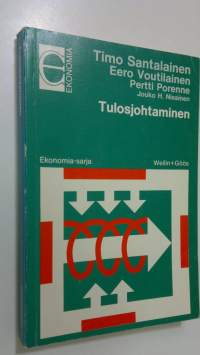 EKONOMIA
Timo Santalainen
Eero Voutilainen
Pertti Porenne
Jouko H. Nissinen
Tulosjohtaminen
Ekonomia-sarja
Weilin+Göös